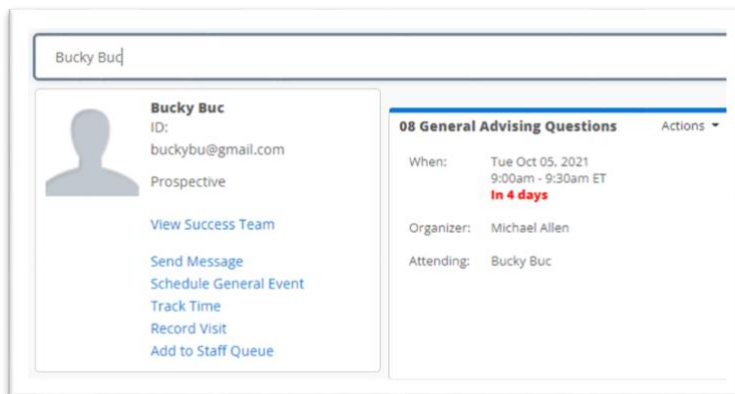 Bucky Buc
Bucky Buc
ID:
buckybu@gmail.com
Prospective
View Success Team
Send Message
Schedule General Event
Track Time
Record Visit
Add to Staff Queue
08 General Advising Questions Actions
When: Tue Oct 05, 2021
9:00am - 9:30am ET
In 4 days
Organizer: Michael Allen
Attending: Bucky Buc